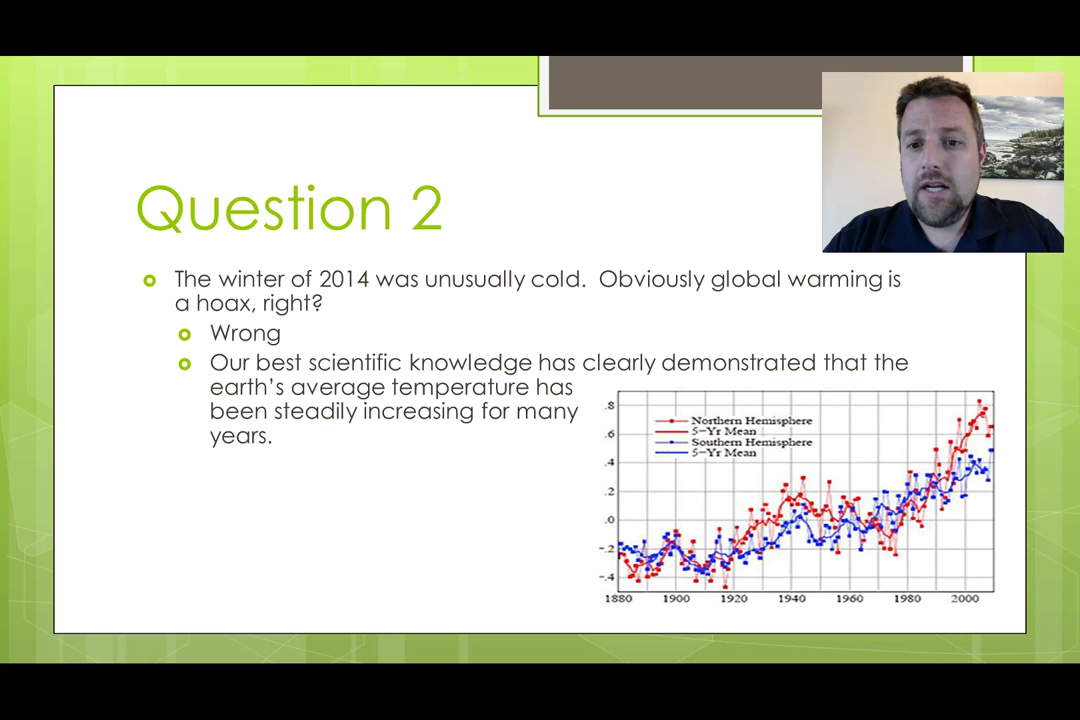 Question 2
The winter of 2014 was unusually cold.  Obviously global warming is
a hoax, right?
Wrong
Our best scientific knowledge has clearly demonstrated that the
earth's average temperature has
been steadily increasing for many
years.
.8
.6
.4
.2
.0
-.2
-.4
Northern Hemisphere
5-Yr Mean
Southern Hemisphere
5-Yr Mean
1880 1900 1920 1940 1960 1980 2000